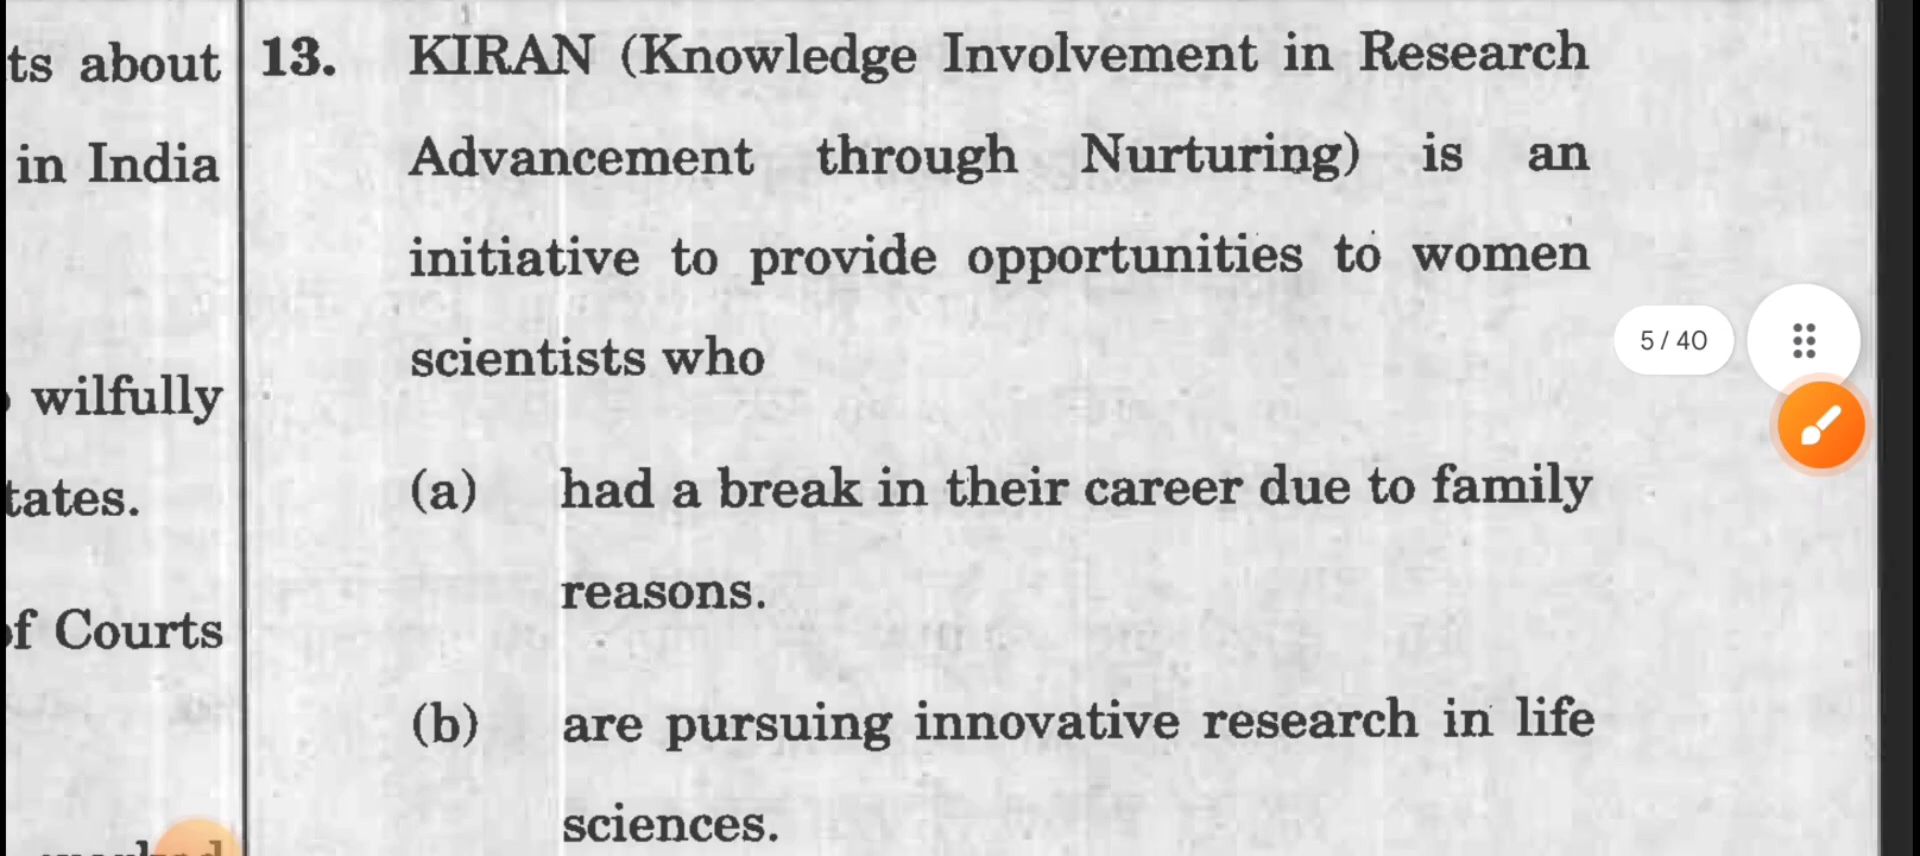 ts about
in India
wilfully
tates.
f Courts
13. KIRAN (Knowledge Involvement in Research
Advancement through Nurturing) is an
initiative to provide opportunities to women
scientists who
(a) had a break in their career due to family
reasons.
(b) are pursuing innovative research in life
sciences.
5 / 40